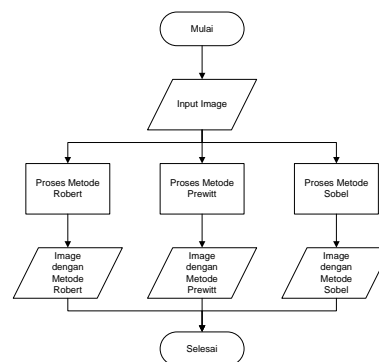 Mulai
Input Image
Proses Metode
Robert
Proses Metode
Prewitt
Proses Metode
Sobel
Image
dengan
Metode
Robert
Image
dengan
Metode
Prewitt
Image
dengan
Metode
Sobel
Selesai